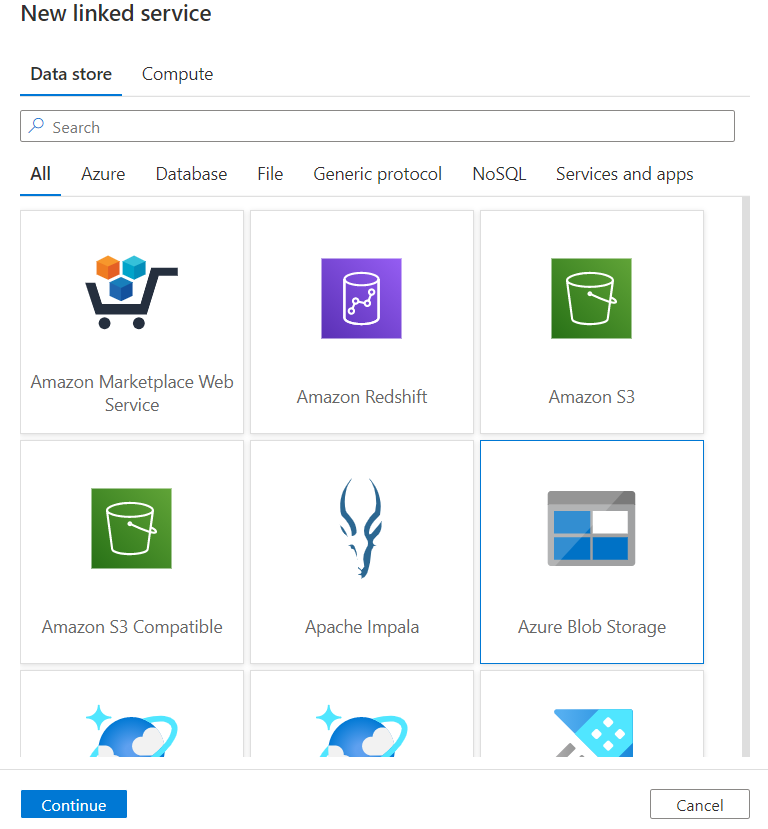 New linked service
Data store Compute
Search
All Azure Database File Generic protocol NoSQL Services and apps
Amazon Marketplace Web
Service
Amazon Redshift
Amazon S3
Amazon S3 Compatible
Apache Impala
Azure Blob Storage
Continue Cancel